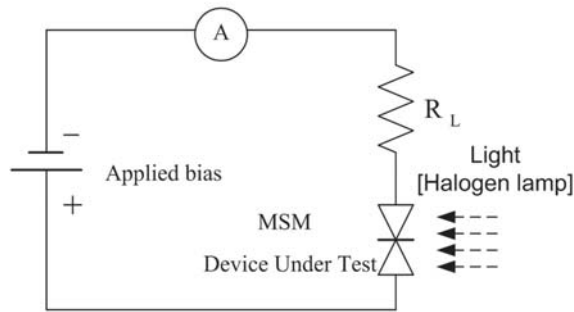 A
R L
−
Applied bias
+
Light
[Halogen lamp]
MSM
Device Under Test